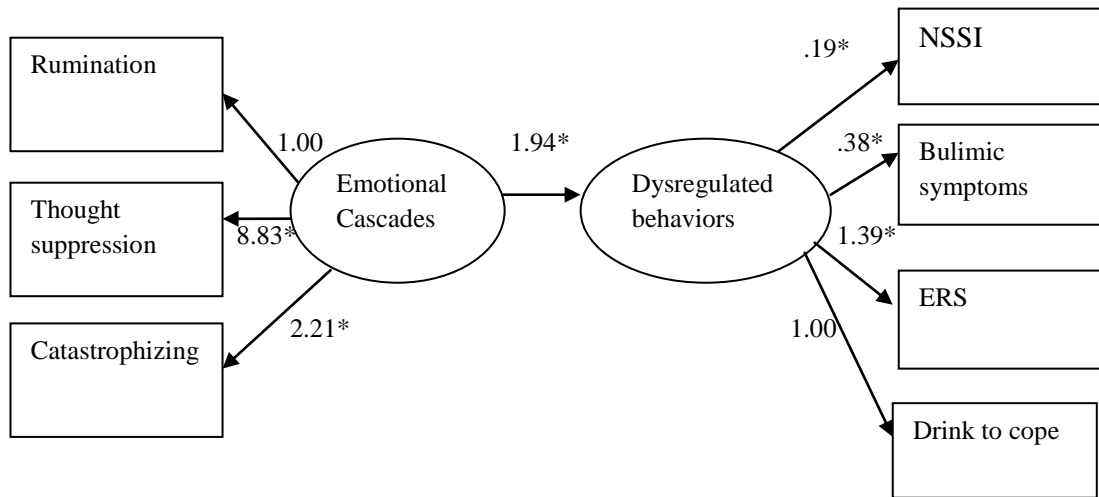 Rumination
1.00
Thought
suppression
8.83*
Catastrophizing
2.21*
Emotional
Cascades
1.94*
Dysregulated
behaviors
.19*
NSSI
.38*
Bulimic
symptoms
1.39*
ERS
1.00
Drink to cope